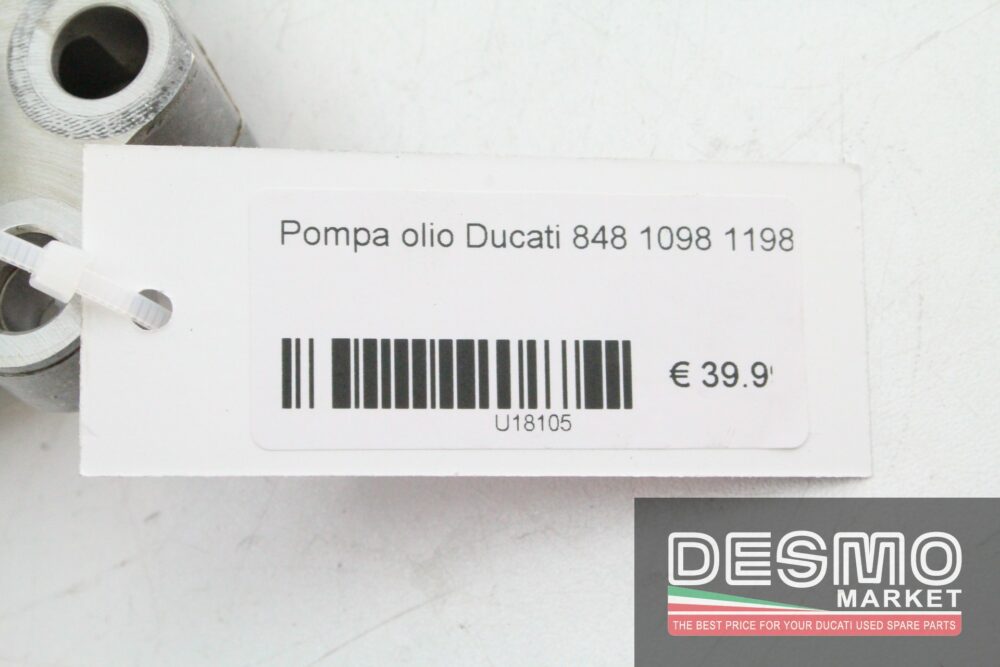 Pompa olio Ducati 848 1098 1198
€ 39.9
U18105
DESMO
MARKET
THE BEST PRICE FOR YOUR DUCATI USED SPARE PARTS